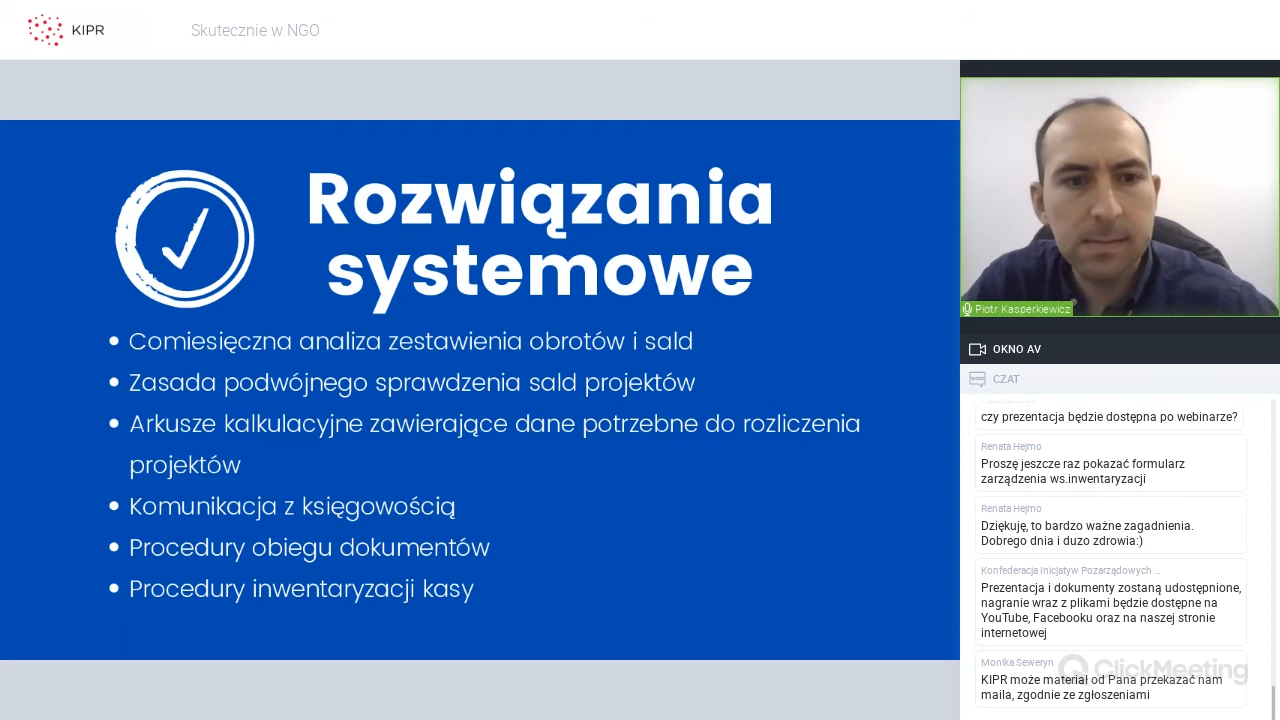 KIPR
Skutecznie w NGO
Rozwiązania
systemowe
Comiesięczna analiza zestawienia obrotów i sald
Zasada podwójnego sprawdzenia sald projektów
Arkusze kalkulacyjne zawierające dane potrzebne do rozliczenia
projektów
Komunikacja z księgowością
Procedury obiegu dokumentów
Procedury inwentaryzacji kasy
Piotr Kasperkiewicz
OKNO AV
CZAT
czy prezentacja będzie dostępna po webinarze?
Renata Hejmo
Proszę jeszcze raz pokazać formularz
zarządzenia ws.inwentaryzacji
Renata Hejmo
Dziękuję, to bardzo ważne zagadnienia.
Dobrego dnia i duzo zdrowia:)
Konfederacja Inicjatyw Pozarządowych ...
Prezentacja i dokumenty zostaną udostępnione,
nagranie wraz z plikami będzie dostępne na
YouTube, Facebooku oraz na naszej stronie
internetowej
Monika Seweryn
ClickMeeting
KIPR może materiał od Pana przekazać nam
maila, zgodnie ze zgłoszeniami